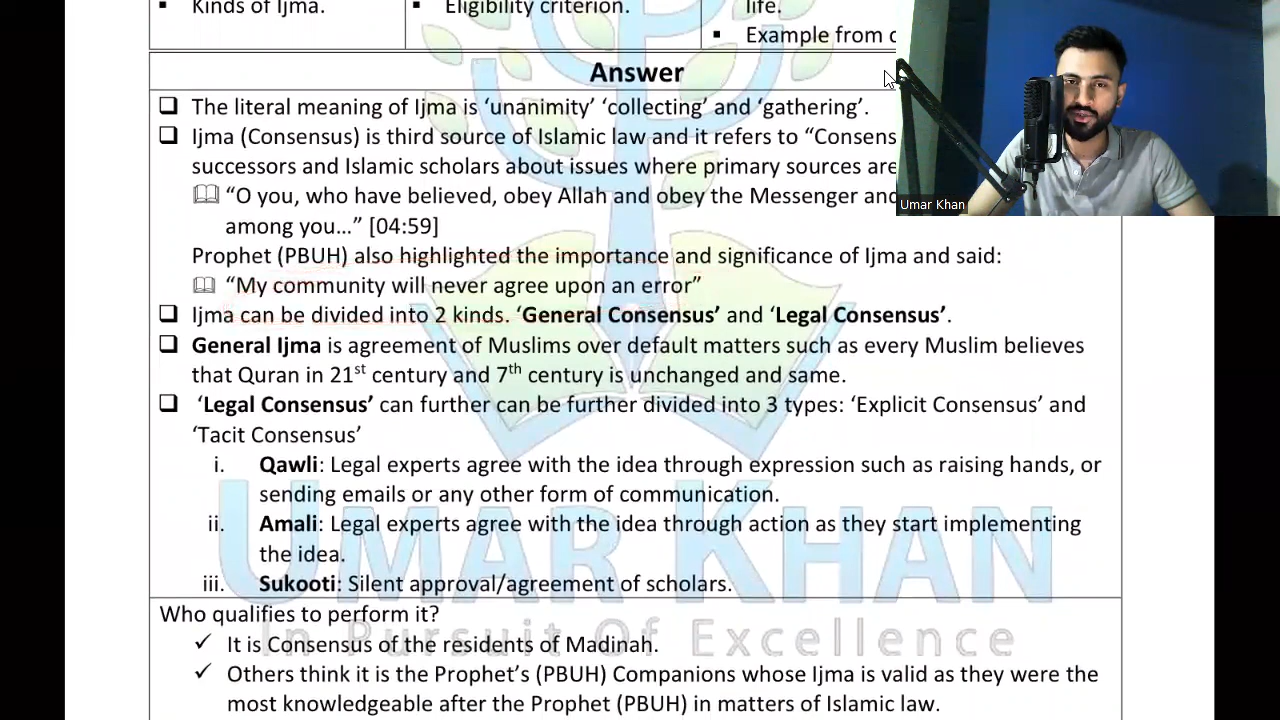 ▪ Kinds of Ijma.
▪ Eligibility criterion.
life.
▪ Example from
Answer
❑ The literal meaning of Ijma is ‘unanimity’ ‘collecting’ and ‘gathering’.
❑ Ijma (Consensus) is third source of Islamic law and it refers to “Consens
successors and Islamic scholars about issues where primary sources are
“O you, who have believed, obey Allah and obey the Messenger and
among you…” [04:59]
Prophet (PBUH) also highlighted the importance and significance of Ijma and said:
“My community will never agree upon an error”
❑ Ijma can be divided into 2 kinds. ‘General Consensus’ and ‘Legal Consensus’.
❑ General Ijma is agreement of Muslims over default matters such as every Muslim believes
that Quran in 21st century and 7th century is unchanged and same.
❑ ‘Legal Consensus’ can further can be further divided into 3 types: ‘Explicit Consensus’ and
‘Tacit Consensus’
i. Qawli: Legal experts agree with the idea through expression such as raising hands, or
sending emails or any other form of communication.
ii. Amali: Legal experts agree with the idea through action as they start implementing
the idea.
iii. Sukooti: Silent approval/agreement of scholars.
Who qualifies to perform it?
✓ It is Consensus of the residents of Madinah.
✓ Others think it is the Prophet’s (PBUH) Companions whose Ijma is valid as they were the
most knowledgeable after the Prophet (PBUH) in matters of Islamic law.
Umar Khan
UMAR KHAN
In Pursuit Of Excellence